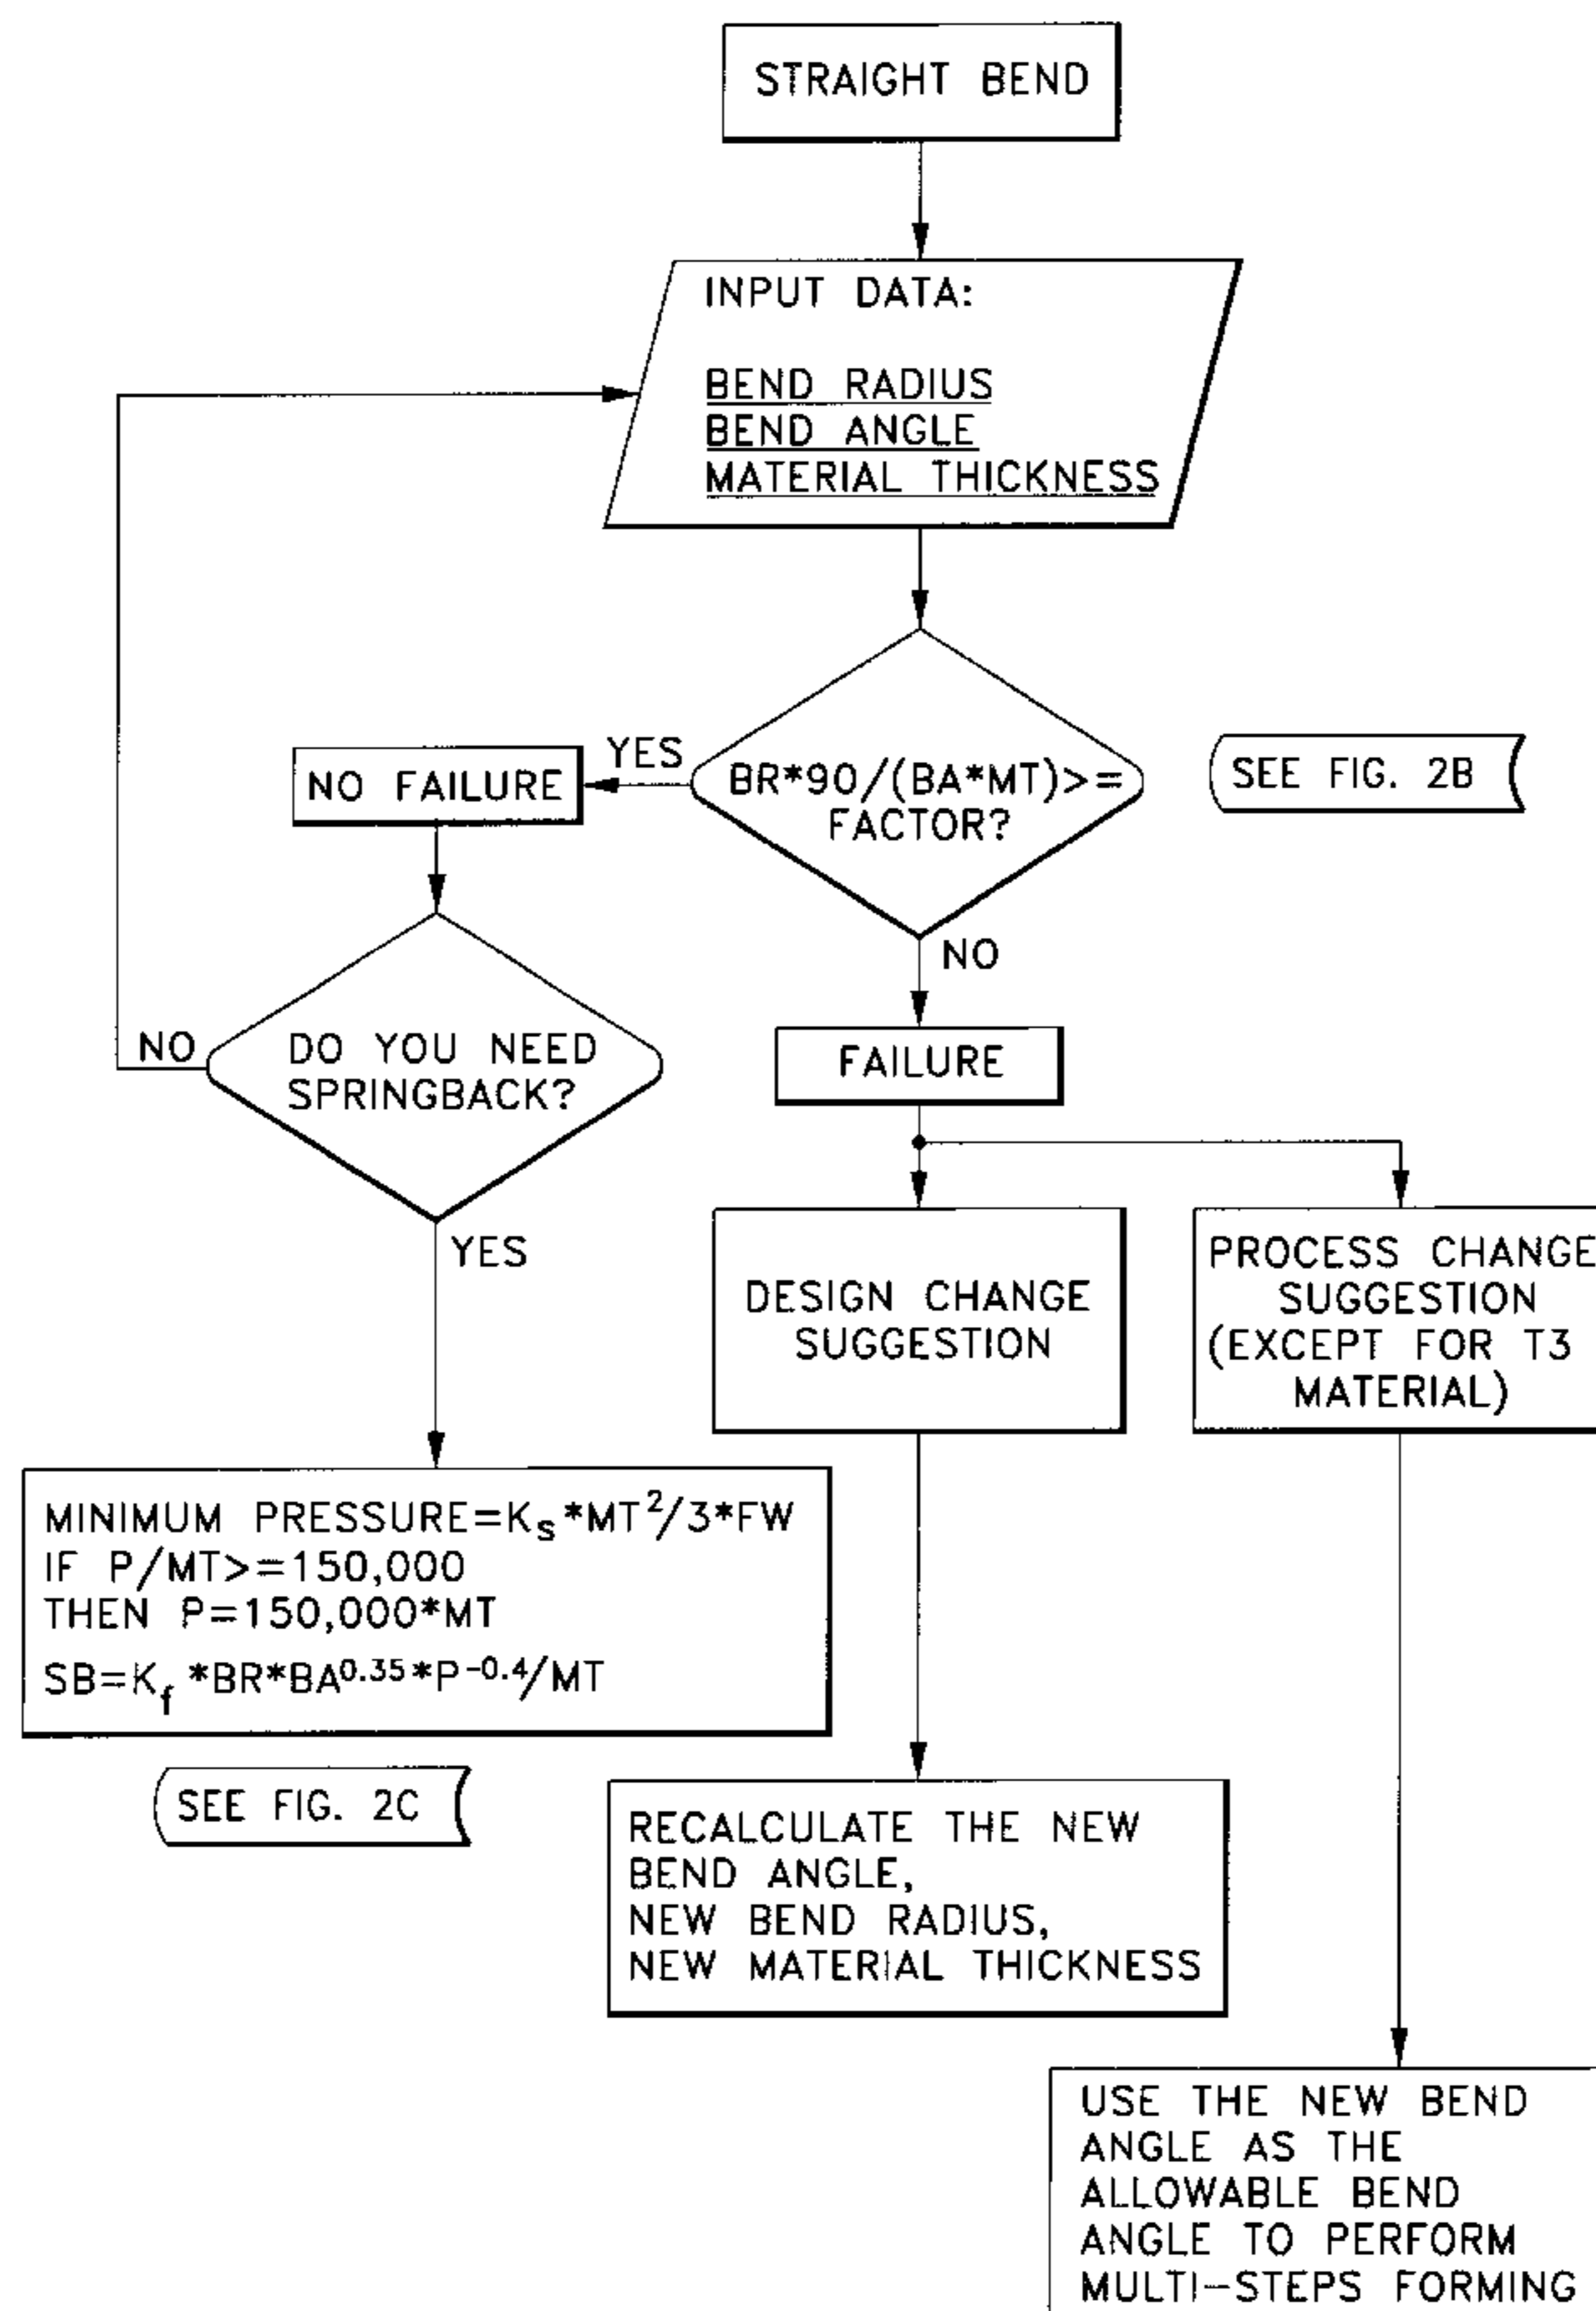 STRAIGHT BEND
INPUT DATA:
BEND RADIUS
BEND ANGLE
MATERIAL THICKNESS
BR*90/(BA*MT)>=
FACTOR?
SEE FIG. 2B
YES
NO FAILURE
NO
DO YOU NEED
SPRINGBACK?
NO
FAILURE
YES
DESIGN CHANGE
SUGGESTION
PROCESS CHANGE
SUGGESTION
(EXCEPT FOR T3
MATERIAL)
MINIMUM PRESSURE=Kₛ*MT²/3*FW
IF P/MT>=150,000
THEN P=150,000*MT
SB=K_f*BR*BA^0.35*P^-0.4/MT
SEE FIG. 2C
RECALCULATE THE NEW
BEND ANGLE,
NEW BEND RADIUS,
NEW MATERIAL THICKNESS
USE THE NEW BEND
ANGLE AS THE
ALLOWABLE BEND
ANGLE TO PERFORM
MULTI-STEPS FORMING